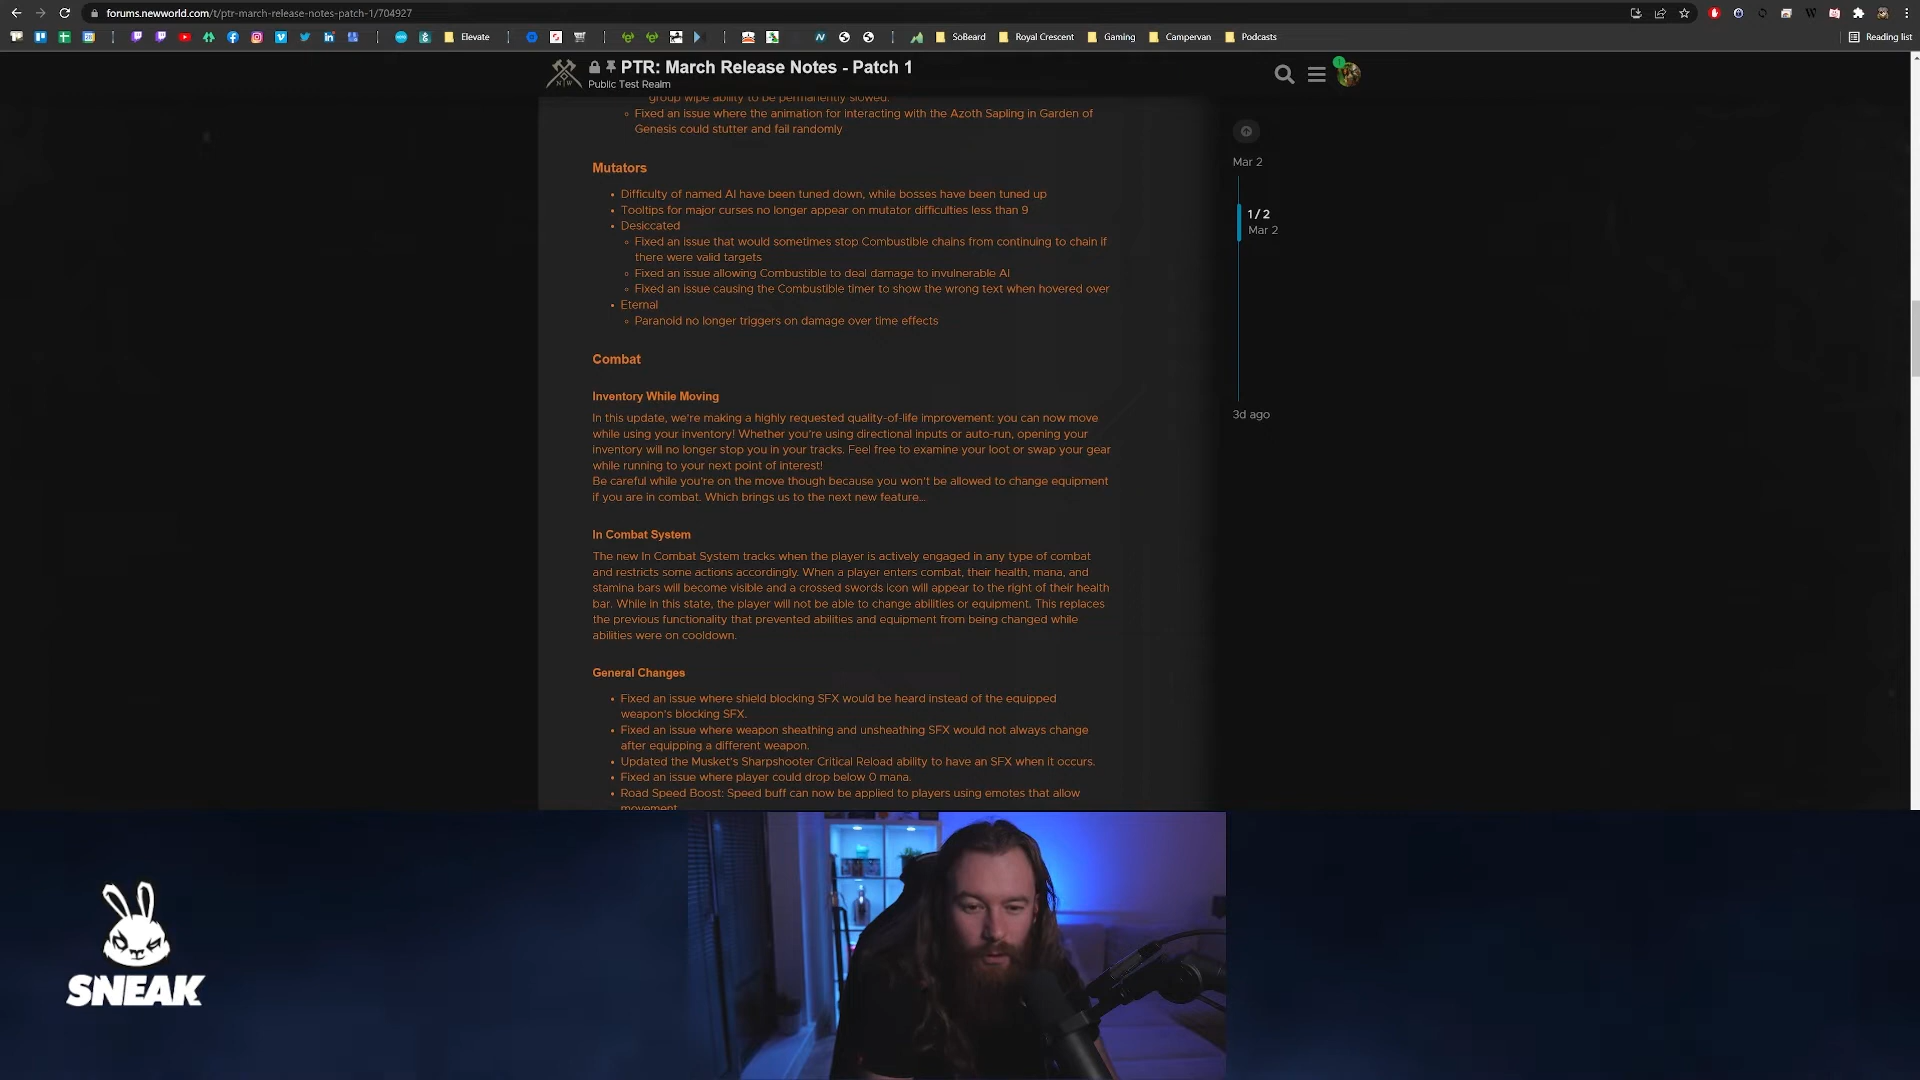 forums.newworld.com/t/ptr-march-release-notes-patch-1/704927
Elevate
SoBeard
Royal Crescent
Gaming
Campervan
Podcasts
Reading list
PTR: March Release Notes - Patch 1
Public Test Realm
group wipe ability to be permanently slowed.
Fixed an issue where the animation for interacting with the Azoth Sapling in Garden of
Genesis could stutter and fail randomly
Mutators
Difficulty of named AI have been tuned down, while bosses have been tuned up
Tooltips for major curses no longer appear on mutator difficulties less than 9
Desiccated
Fixed an issue that would sometimes stop Combustible chains from continuing to chain if
there were valid targets
Fixed an issue allowing Combustible to deal damage to invulnerable AI
Fixed an issue causing the Combustible timer to show the wrong text when hovered over
Eternal
Paranoid no longer triggers on damage over time effects
Combat
Inventory While Moving
In this update, we're making a highly requested quality-of-life improvement: you can now move
while using your inventory! Whether you're using directional inputs or auto-run, opening your
inventory will no longer stop you in your tracks. Feel free to examine your loot or swap your gear
while running to your next point of interest!
Be careful while you're on the move though because you won't be allowed to change equipment
if you are in combat. Which brings us to the next new feature...
In Combat System
The new In Combat System tracks when the player is actively engaged in any type of combat
and restricts some actions accordingly. When a player enters combat, their health, mana, and
stamina bars will become visible and a crossed swords icon will appear to the right of their health
bar. While in this state, the player will not be able to change abilities or equipment. This replaces
the previous functionality that prevented abilities and equipment from being changed while
abilities were on cooldown.
General Changes
Fixed an issue where shield blocking SFX would be heard instead of the equipped
weapon's blocking SFX.
Fixed an issue where weapon sheathing and unsheathing SFX would not always change
after equipping a different weapon.
Updated the Musket's Sharpshooter Critical Reload ability to have an SFX when it occurs.
Fixed an issue where player could drop below 0 mana.
Road Speed Boost: Speed buff can now be applied to players using emotes that allow
movement
Mar 2
1 / 2
Mar 2
3d ago
1
SNEAK